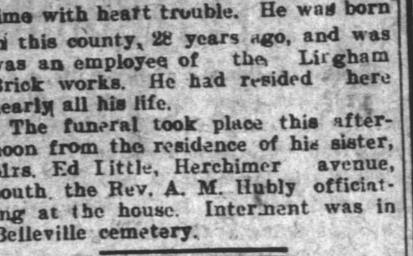 ime with heart trouble. He was born
n this county, 28 years ago, and was
was an employee of the Lingham
Brick works. He had resided here
nearly all his life.
The funeral took place this after-
noon from the residence of his sister,
Mrs. Ed Little, Herchimer avenue,
south, the Rev. A. M. Hubly officiat-
ng at the house. Interment was in
Belleville cemetery.